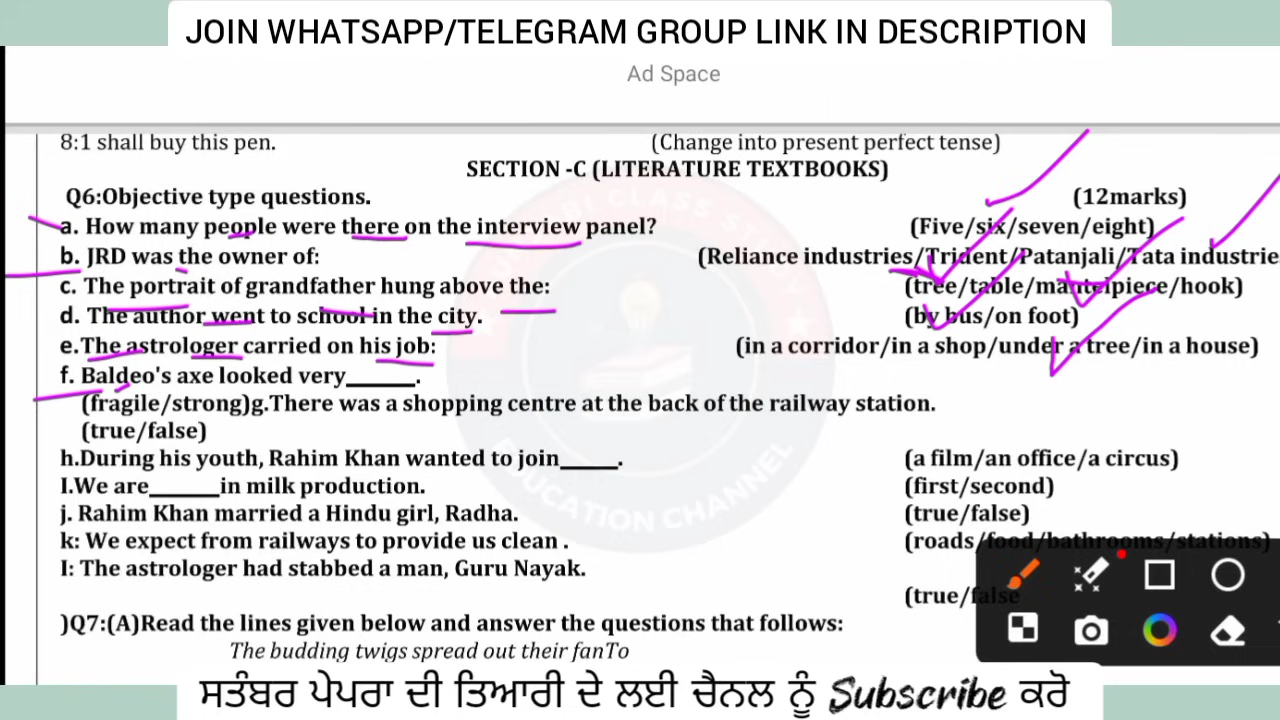 JOIN WHATSAPP/TELEGRAM GROUP LINK IN DESCRIPTION
Ad Space
8:1 shall buy this pen. (Change into present perfect tense)
SECTION -C (LITERATURE TEXTBOOKS)
Q6:Objective type questions. (12marks)
a. How many people were there on the interview panel? (Five/six/seven/eight)
b. JRD was the owner of: (Reliance industries/Trident/Patanjali/Tata industrie
c. The portrait of grandfather hung above the: (tree/table/mantelpiece/hook)
d. The author went to school in the city. (by bus/on foot)
e.The astrologer carried on his job: (in a corridor/in a shop/under a tree/in a house)
f. Baldeo's axe looked very______.
(fragile/strong)g.There was a shopping centre at the back of the railway station.
(true/false)
h.During his youth, Rahim Khan wanted to join_____. (a film/an office/a circus)
I.We are______in milk production. (first/second)
j. Rahim Khan married a Hindu girl, Radha. (true/false)
k: We expect from railways to provide us clean . (roads/food/bathrooms/stations)
I: The astrologer had stabbed a man, Guru Nayak.
(true/false
)Q7:(A)Read the lines given below and answer the questions that follows:
The budding twigs spread out their fanTo
ਸਤੰਬਰ ਪੇਪਰਾ ਦੀ ਤਿਆਰੀ ਦੇ ਲਈ ਚੈਨਲ ਨੂੰ Subscribe ਕਰੋ